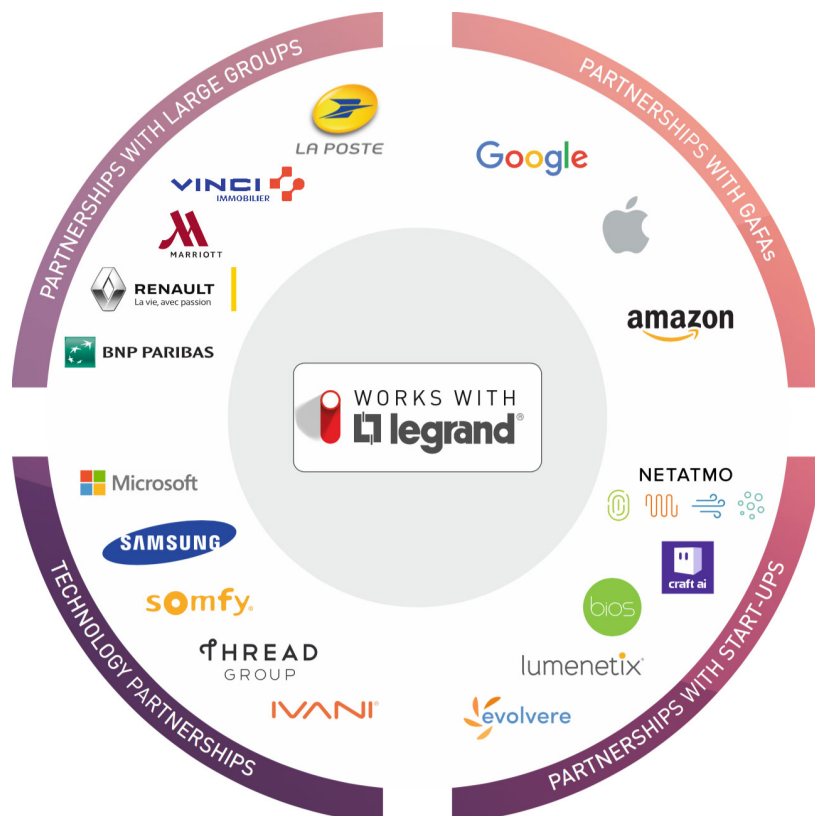 PARTNERSHIPS WITH LARGE GROUPS
LA POSTE
VINCI
IMMOBILIER
MARRIOTT
RENAULT
La vie, avec passion
BNP PARIBAS
PARTNERSHIPS WITH GAFAs
Google
amazon
WORKS WITH
legrand®
TECHNOLOGY PARTNERSHIPS
Microsoft
SAMSUNG
somfy®
THREAD
GROUP
IVANI®
PARTNERSHIPS WITH START-UPS
NETATMO
craft ai
bios
lumenetix®
evolvere